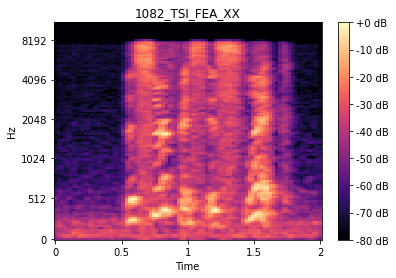 1082_TSI_FEA_XX
8192
4096
2048
1024
512
0
Hz
0
0.5
1
1.5
2
Time
+0 dB
-10 dB
-20 dB
-30 dB
-40 dB
-50 dB
-60 dB
-70 dB
-80 dB